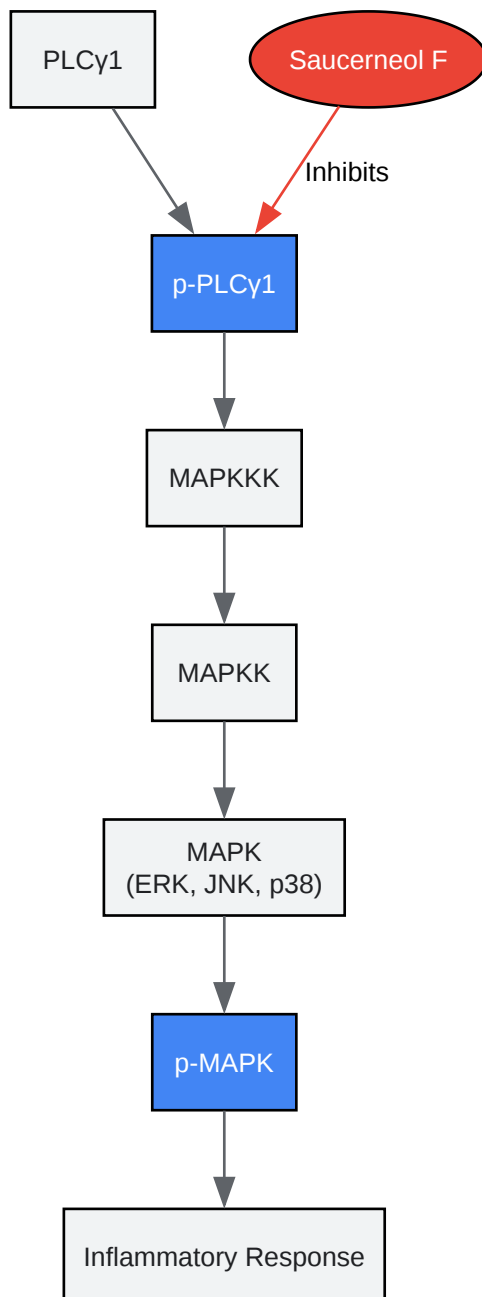 PLCγ1
Saucerneol F
Inhibits
p-PLCγ1
MAPKKK
MAPKK
MAPK
(ERK, JNK, p38)
p-MAPK
Inflammatory Response